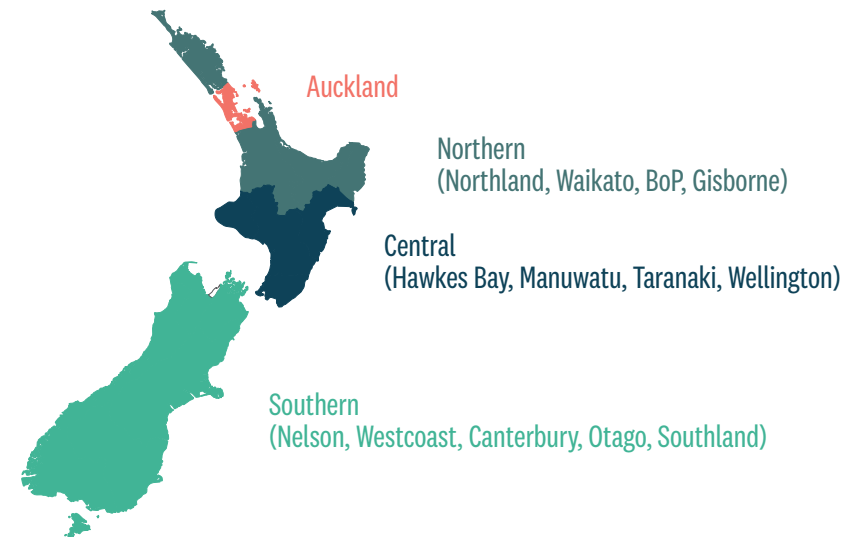 Auckland
Northern
(Northland, Waikato, BoP, Gisborne)
Central
(Hawkes Bay, Manuwatu, Taranaki, Wellington)
Southern
(Nelson, Westcoast, Canterbury, Otago, Southland)